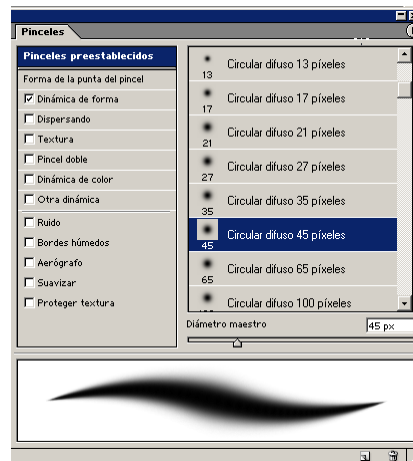 Pinceles
Pinceles preestablecidos
Forma de la punta del pincel
Dinámica de forma
Dispersando
Textura
Pincel doble
Dinámica de color
Otra dinámica
Ruido
Bordes húmedos
Aerógrafo
Suavizar
Proteger textura
13 Circular difuso 13 píxeles
17 Circular difuso 17 píxeles
21 Circular difuso 21 píxeles
27 Circular difuso 27 píxeles
35 Circular difuso 35 píxeles
45 Circular difuso 45 píxeles
65 Circular difuso 65 píxeles
Circular difuso 100 píxeles
Diámetro maestro 45 px